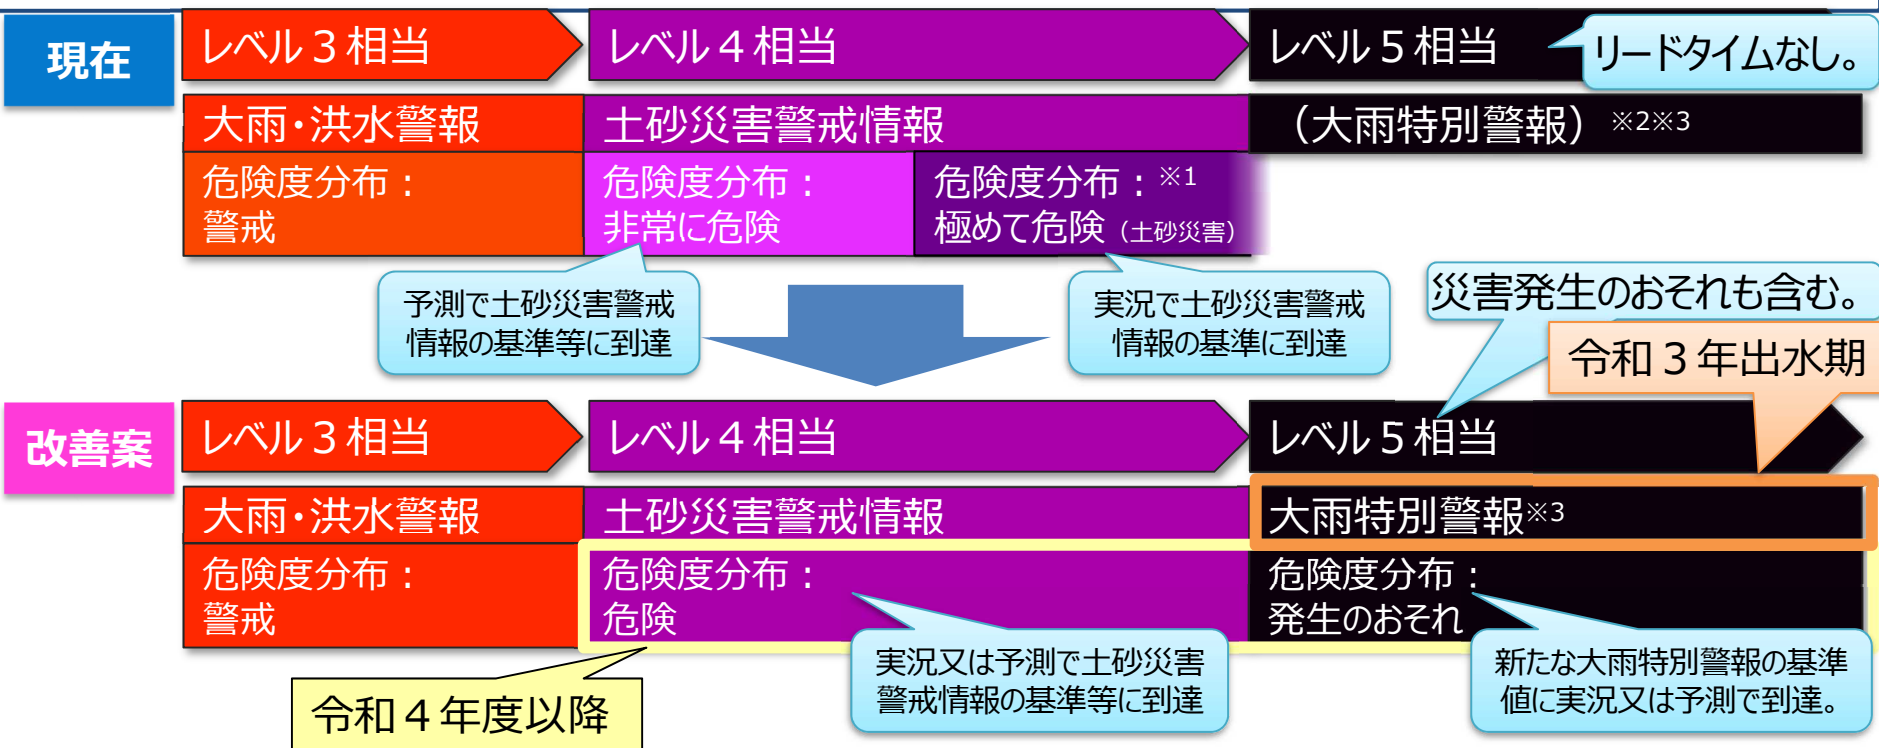 現在
レベル３相当
レベル４相当
レベル５相当
リードタイムなし。
大雨・洪水警報
土砂災害警戒情報
（大雨特別警報）※2※3
危険度分布：
警戒
危険度分布：
非常に危険
危険度分布：※1
極めて危険（土砂災害）
予測で土砂災害警戒
情報の基準等に到達
実況で土砂災害警戒
情報の基準に到達
災害発生のおそれも含む。
令和３年出水期
改善案
レベル３相当
レベル４相当
レベル５相当
大雨・洪水警報
土砂災害警戒情報
大雨特別警報※3
危険度分布：
警戒
危険度分布：
危険
危険度分布：
発生のおそれ
実況又は予測で土砂災害
警戒情報の基準等に到達
新たな大雨特別警報の基準
値に実況又は予測で到達。
令和４年度以降